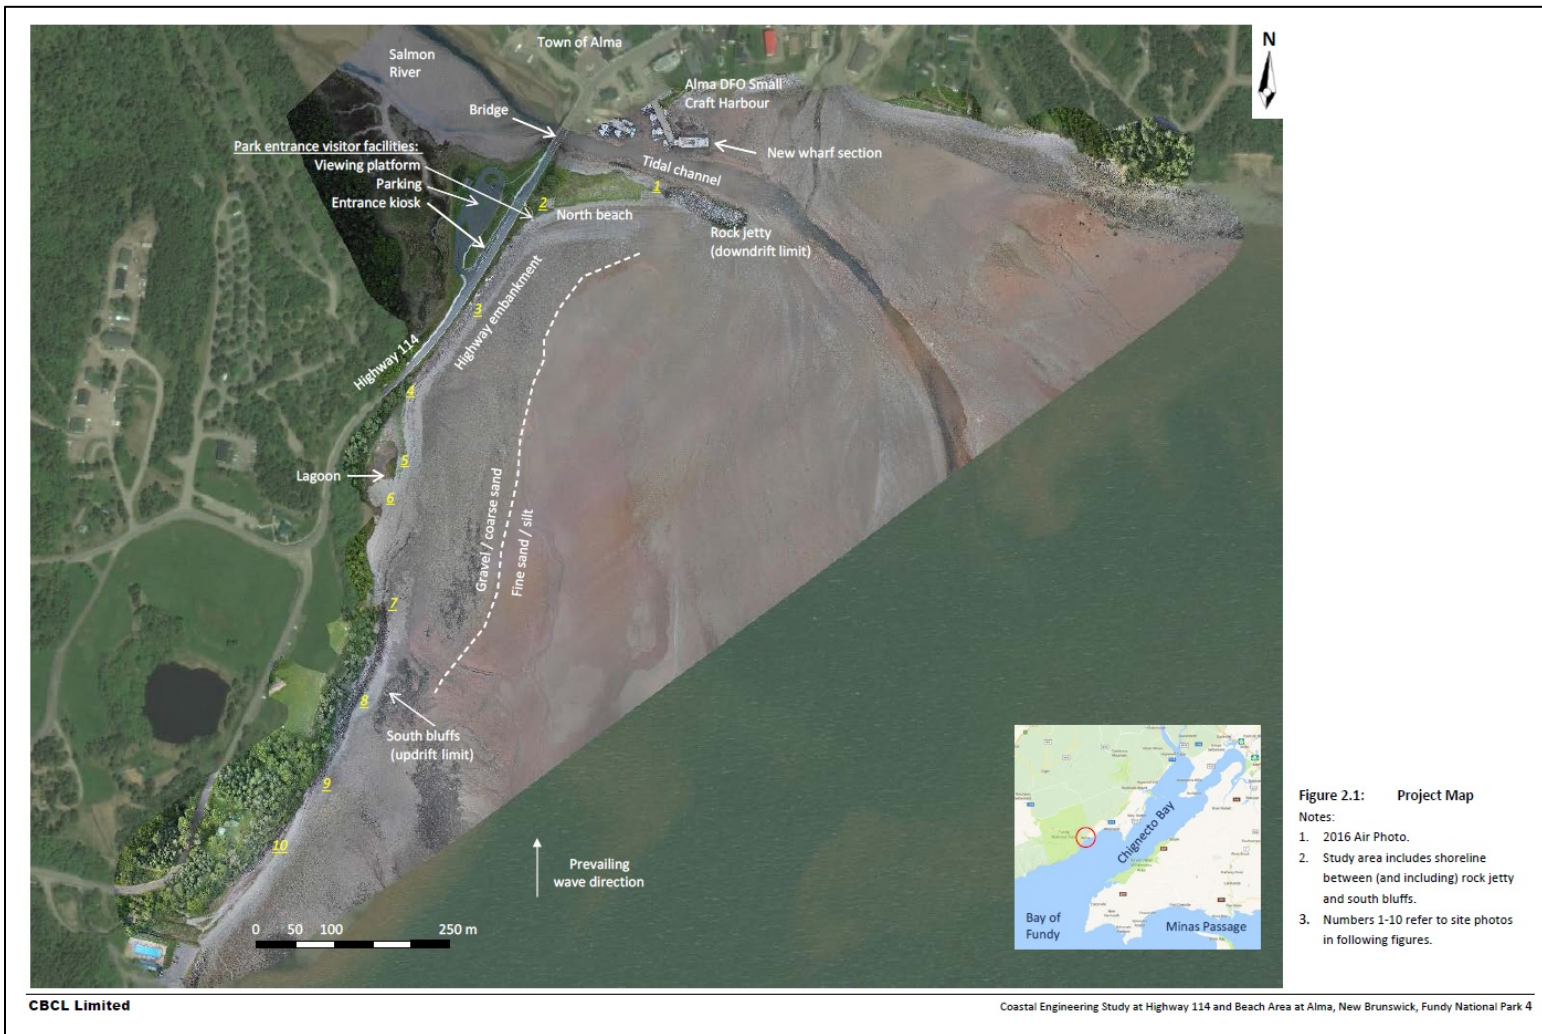 Town of Alma
N
Salmon
River
Alma DFO Small
Craft Harbour
Bridge
Park entrance visitor facilities:
Viewing platform
Parking
Entrance kiosk
New wharf section
Tidal channel
1
2
North beach
Rock jetty
(downdrift limit)
3
Highway embankment
Highway 114
4
5
Lagoon
6
Gravel / coarse sand
Fine sand / silt
7
8
South bluffs
(updrift limit)
9
10
Prevailing
wave direction
0 50 100 250 m
Chignecto Bay
Bay of
Fundy
Minas Passage
Figure 2.1: Project Map
Notes:
1. 2016 Air Photo.
2. Study area includes shoreline
between (and including) rock jetty
and south bluffs.
3. Numbers 1-10 refer to site photos
in following figures.
CBCL Limited
Coastal Engineering Study at Highway 114 and Beach Area at Alma, New Brunswick, Fundy National Park 4